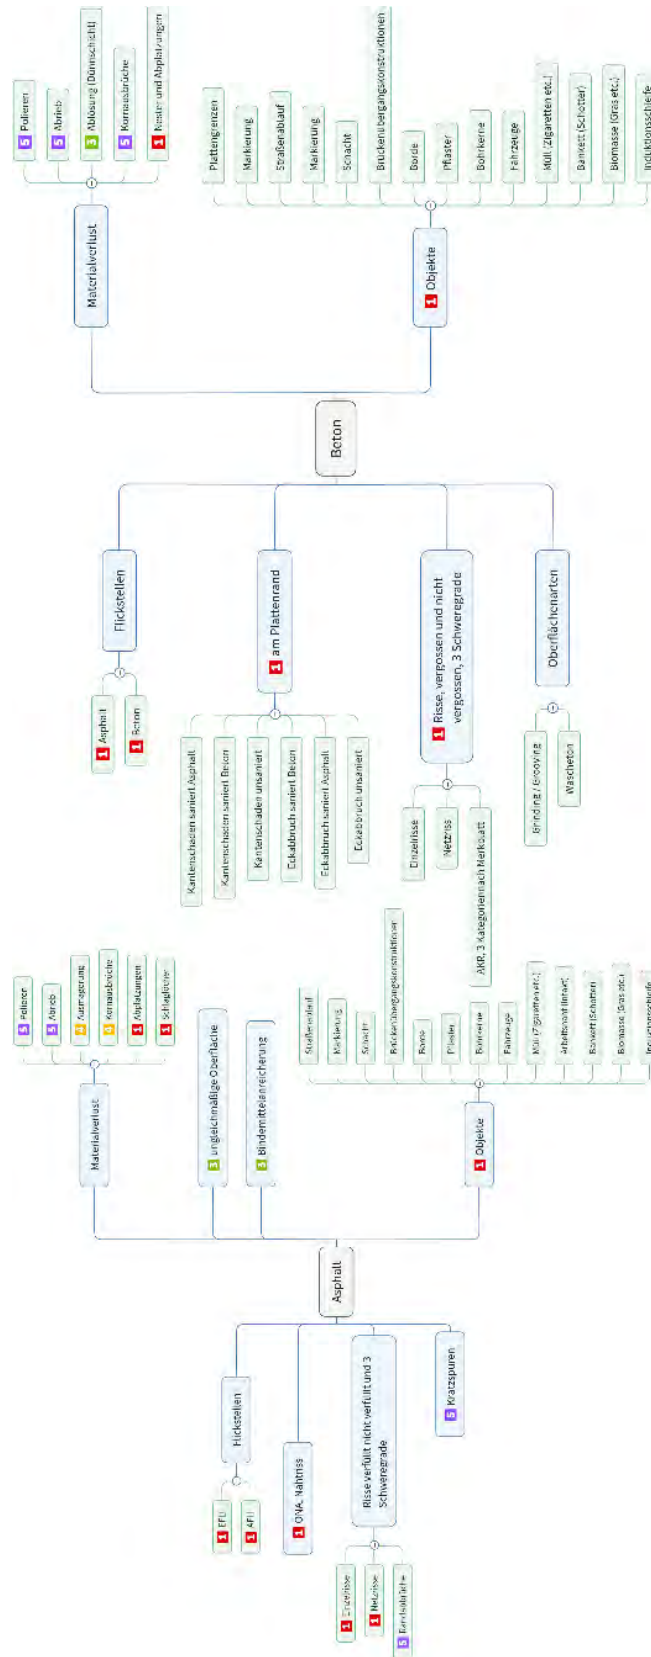 Beton
Materialverlust
5 Polieren
5 Abrieb
3 Ablösung (Dünnschicht)
5 Kornausbrüche
1 Nester und Abplatzungen
1 Objekte
Plattengrenzen
Markierung
Straßenablauf
Markierung
Schacht
Brückenübergangskonstruktionen
Borde
Pflaster
Bohrkerne
Fahrzeuge
Müll (Zigaretten etc.)
Bankett (Schotter)
Biomasse (Gras etc.)
Induktionsschleife
Flickstellen
1 Asphalt
1 Beton
1 am Plattenrand
Kantenschaden saniert Asphalt
Kantenschaden saniert Beton
Kantenschaden unsaniert
Eckabbruch saniert Beton
Eckabbruch saniert Asphalt
Eckabbruch unsaniert
1 Risse, vergossen und nicht
vergossen, 3 Schweregrade
Einzelrisse
Netzriss
AKR, 3 Kategorien nach Merkblatt
Oberflächenarten
Grinding / Grooving
Wascheton
Asphalt
Materialverlust
5 Polieren
5 Abrieb
4 Ausmagerung
4 Kornausbrüche
1 Abplatzungen
1 Schlaglöcher
3 ungleichmäßige Oberfläche
3 Bindemittelanreicherung
1 Objekte
Straßenablauf
Markierung
Schacht
Brückenübergangskonstruktionen
Borde
Pflaster
Bohrkerne
Fahrzeuge
Müll (Zigaretten etc.)
Arbeitsnaht (intakt)
Bankett (Schotter)
Biomasse (Gras etc.)
Induktionsschleife
Flickstellen
1 EFLI
1 AFLI
1 ONA, Nahtriss
Risse verfüllt nicht verfüllt und 3
Schweregrade
1 Einzelrisse
1 Netzrisse
5 Randabbrüche
5 Kratzspuren